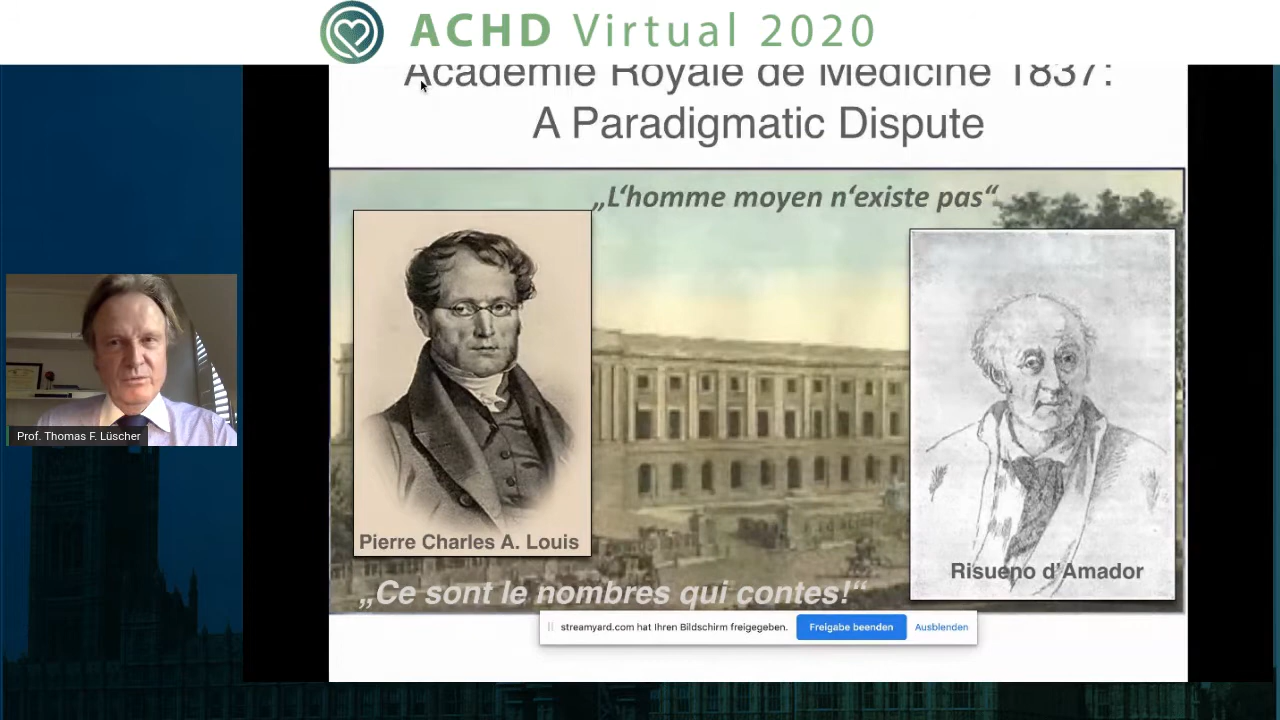 ACHD Virtual 2020
Académie Royale de Médicine 1837:
A Paradigmatic Dispute
„L‘homme moyen n‘existe pas“
Prof. Thomas F. Lüscher
Pierre Charles A. Louis
Risueno d’Amador
„Ce sont le nombres qui contes!“
streamyard.com hat Ihren Bildschirm freigegeben.
Freigabe beenden
Ausblenden